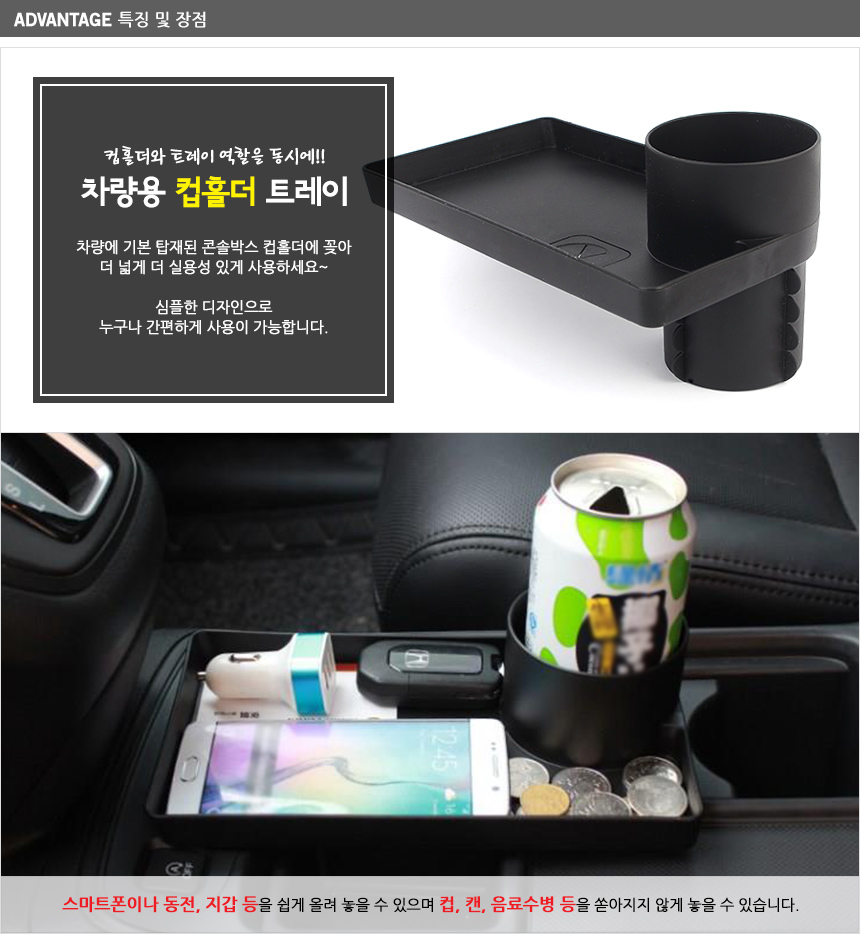 ADVANTAGE 특징 및 장점
컵홀더와 트레이 역할을 동시에!!
차량용 컵홀더 트레이
차량에 기본 탑재된 콘솔박스 컵홀더에 꽂아
더 넓게 더 실용성 있게 사용하세요~
심플한 디자인으로
누구나 간편하게 사용이 가능합니다.
12:45
스마트폰이나 동전, 지갑 등을 쉽게 올려 놓을 수 있으며 컵, 캔, 음료수병 등을 쏟아지지 않게 놓을 수 있습니다.